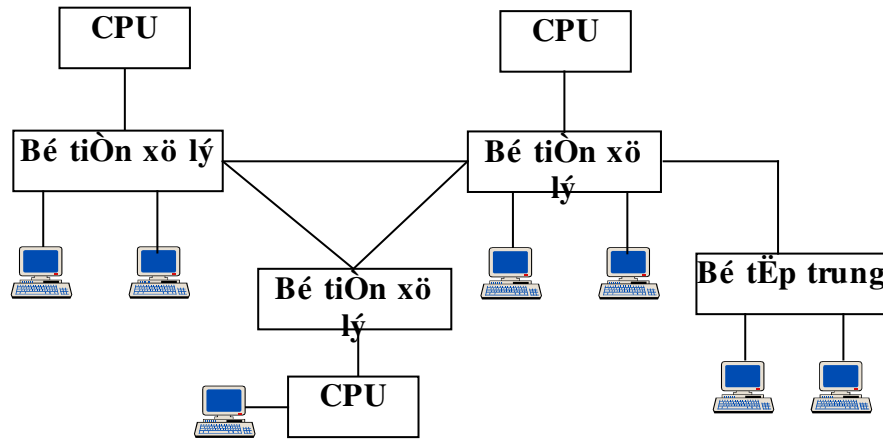 CPU
CPU
Bé tiÒn xö lý
Bé tiÒn xö
lý
Bé tËp trung
Bé tiÒn xö
lý
CPU